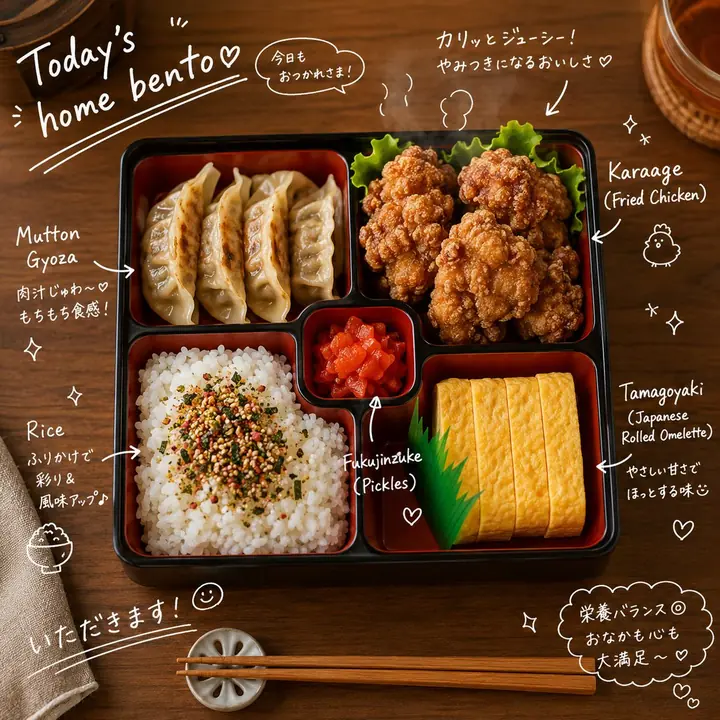 Today's
home bento♡
今日も
おつかれさま!
カリッとジューシー!
やみつきになるおいしさ♡
Karaage
(Fried Chicken)
Mutton
Gyoza
肉汁じゅわ〜♡
もちもち食感!
Rice
ふりかけで
彩り&
風味アップ♪
Fukujinzuke
(Pickles)
Tamagoyaki
(Japanese
Rolled Omelette)
やさしい甘さで
ほっとする味☺
いただきます!☺
栄養バランス◎
おなかも心も
大満足〜♡